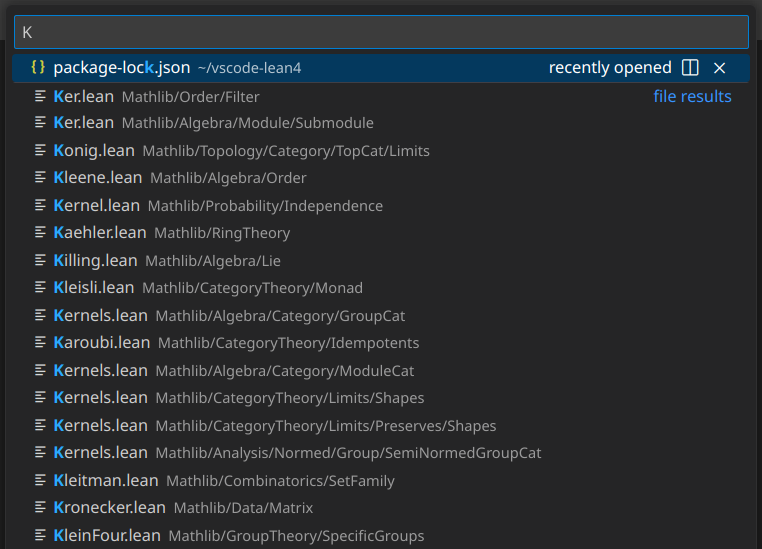 K
{} package-lock.json ~/vscode-lean4 recently opened
Ker.lean Mathlib/Order/Filter file results
Ker.lean Mathlib/Algebra/Module/Submodule
Konig.lean Mathlib/Topology/Category/TopCat/Limits
Kleene.lean Mathlib/Algebra/Order
Kernel.lean Mathlib/Probability/Independence
Kaehler.lean Mathlib/RingTheory
Killing.lean Mathlib/Algebra/Lie
Kleisli.lean Mathlib/CategoryTheory/Monad
Kernels.lean Mathlib/Algebra/Category/GroupCat
Karoubi.lean Mathlib/CategoryTheory/Idempotents
Kernels.lean Mathlib/Algebra/Category/ModuleCat
Kernels.lean Mathlib/CategoryTheory/Limits/Shapes
Kernels.lean Mathlib/CategoryTheory/Limits/Preserves/Shapes
Kernels.lean Mathlib/Analysis/Normed/Group/SemiNormedGroupCat
Kleitman.lean Mathlib/Combinatorics/SetFamily
Kronecker.lean Mathlib/Data/Matrix
KleinFour.lean Mathlib/GroupTheory/SpecificGroups